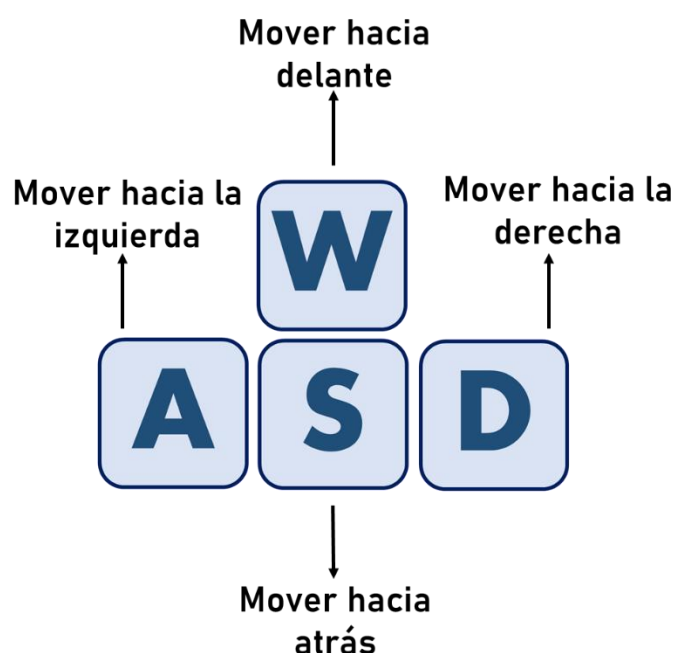 Mover hacia
delante
Mover hacia la
izquierda
Mover hacia la
derecha
W
A
S
D
Mover hacia
atrás